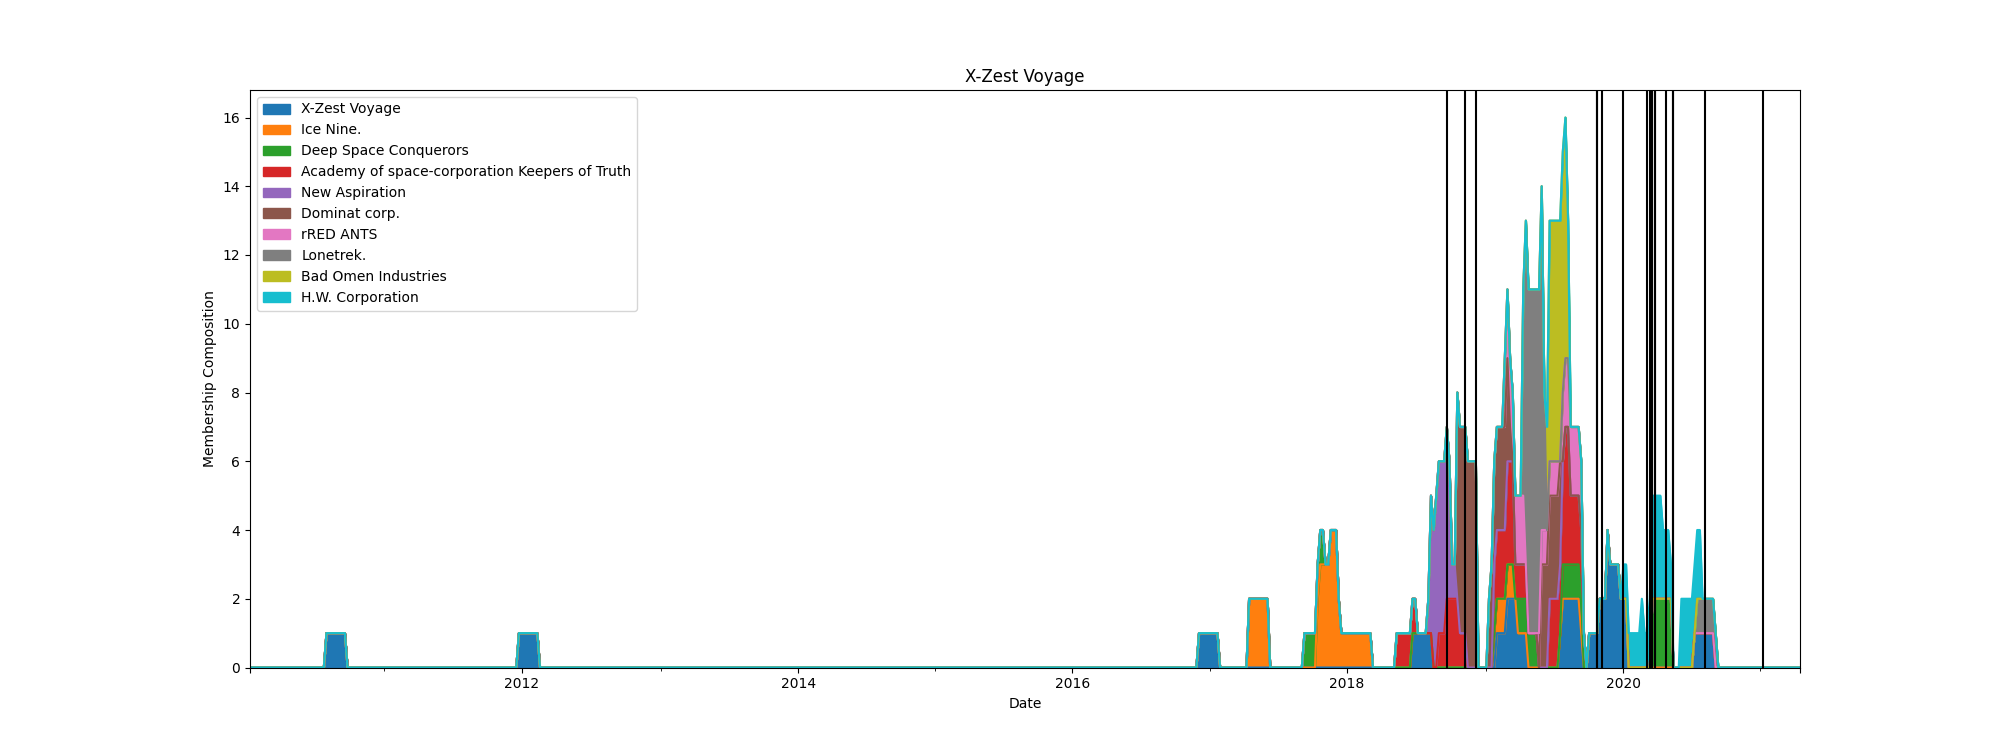 X-Zest Voyage
X-Zest Voyage
Ice Nine.
Deep Space Conquerors
Academy of space-corporation Keepers of Truth
New Aspiration
Dominat corp.
rRED ANTS
Lonetrek.
Bad Omen Industries
H.W. Corporation
Membership Composition
16
14
12
10
8
6
4
2
0
2012
2014
2016
2018
2020
Date